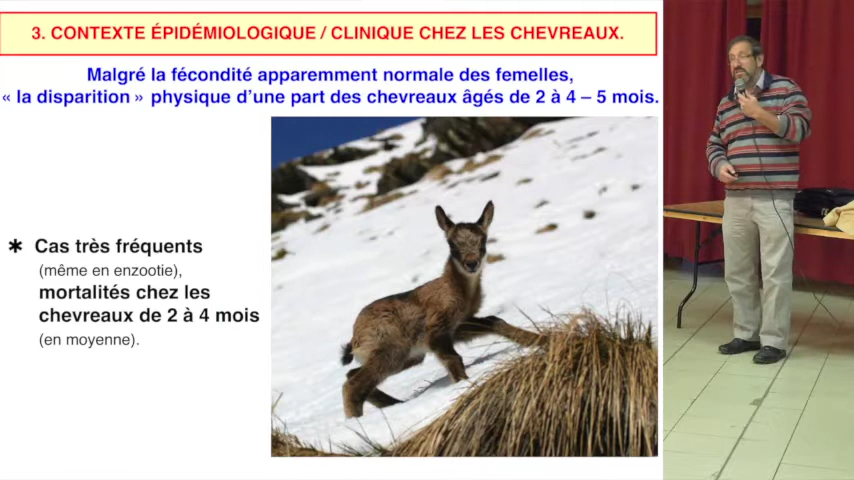 3. CONTEXTE ÉPIDÉMIOLOGIQUE / CLINIQUE CHEZ LES CHEVREAUX.
Malgré la fécondité apparemment normale des femelles,
« la disparition » physique d'une part des chevreaux âgés de 2 à 4 – 5 mois.
✱ Cas très fréquents
(même en enzootie),
mortalités chez les
chevreaux de 2 à 4 mois
(en moyenne).